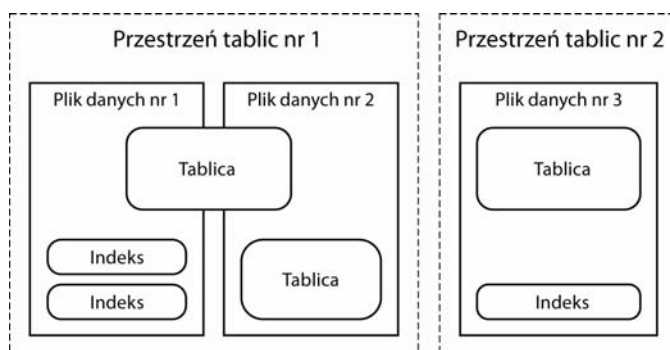 Przestrzeń tablic nr 1
Przestrzeń tablic nr 2
Plik danych nr 1
Plik danych nr 2
Plik danych nr 3
Tablica
Tablica
Indeks
Indeks
Tablica
Indeks